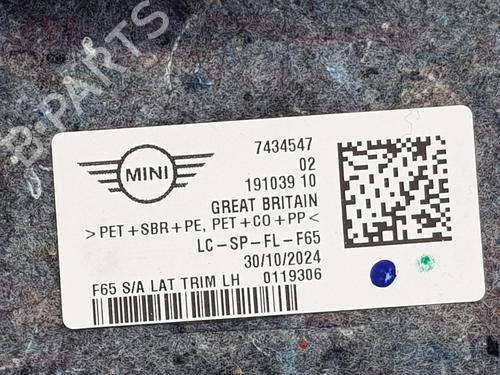 B-PARTS
MINI
7434547
02
191039 10
GREAT BRITAIN
>PET+SBR+PE, PET+CO+PP<
LC-SP-FL-F65
30/10/2024
F65 S/A LAT TRIM LH 0119306